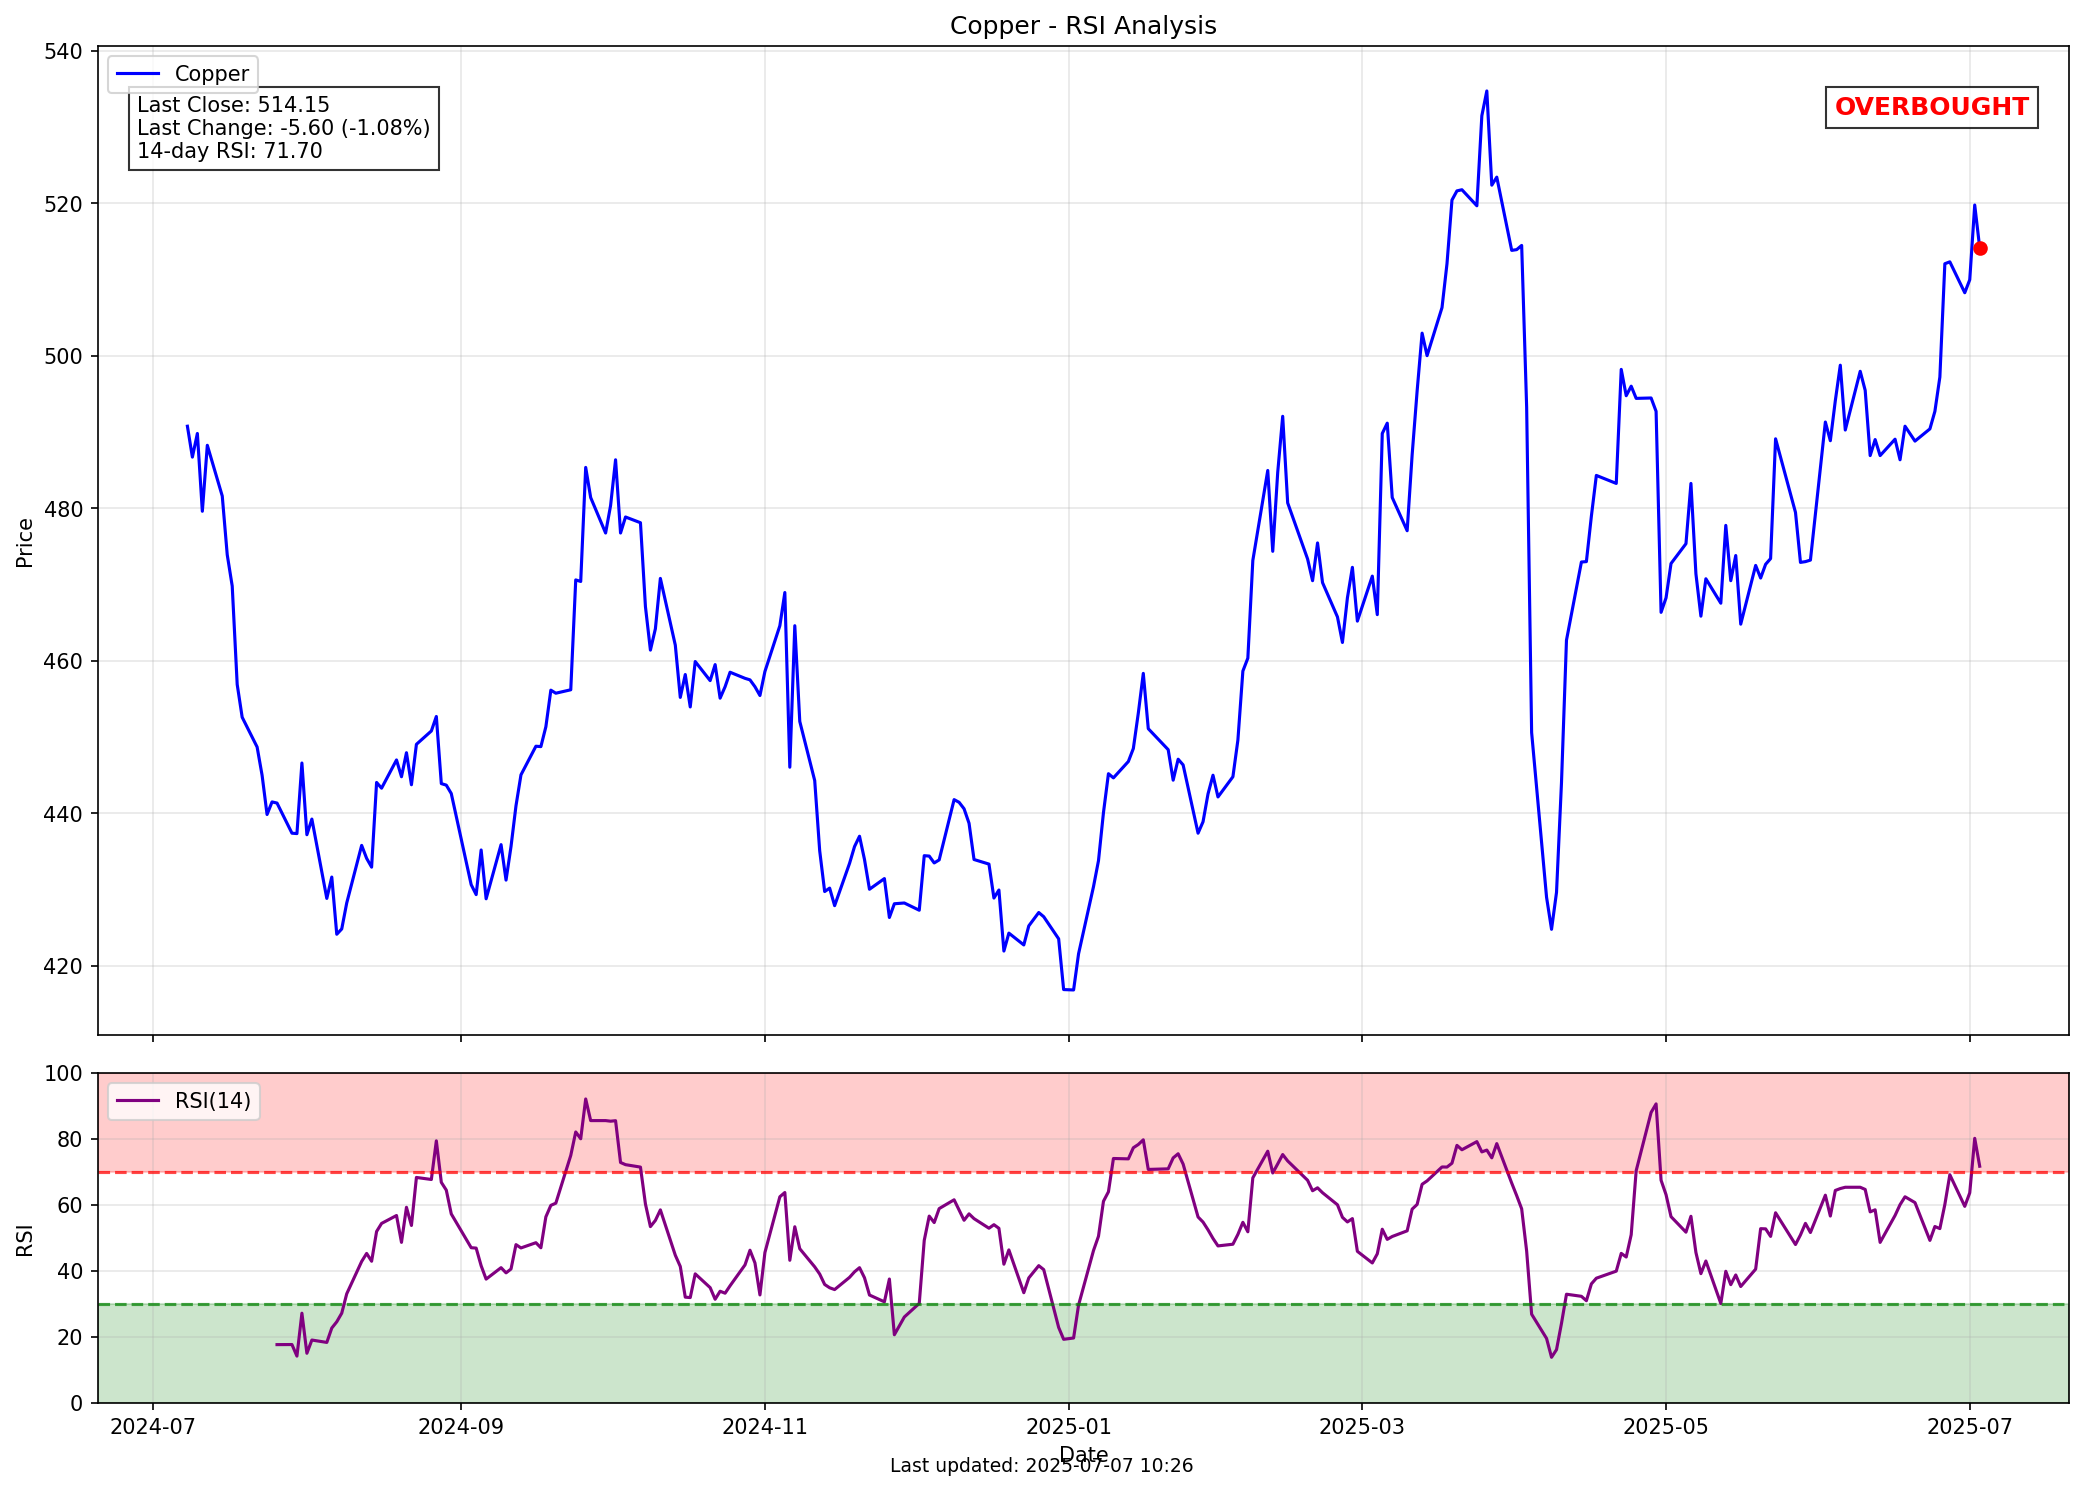 Copper - RSI Analysis
540
520
500
480
460
440
420
Price
Copper
Last Close: 514.15
Last Change: -5.60 (-1.08%)
14-day RSI: 71.70
OVERBOUGHT
100
80
60
40
20
0
RSI
RSI(14)
2024-07
2024-09
2024-11
2025-01
2025-03
2025-05
2025-07
Date
Last updated: 2025-07-07 10:26